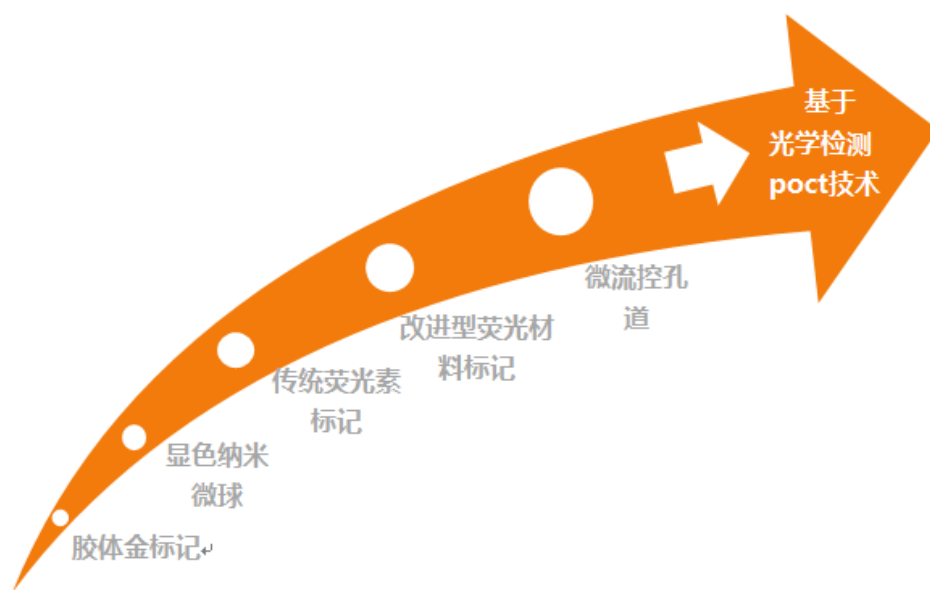 基于
光学检测
poct技术
微流控孔
道
改进型荧光材
料标记
传统荧光素
标记
显色纳米
微球
胶体金标记↵